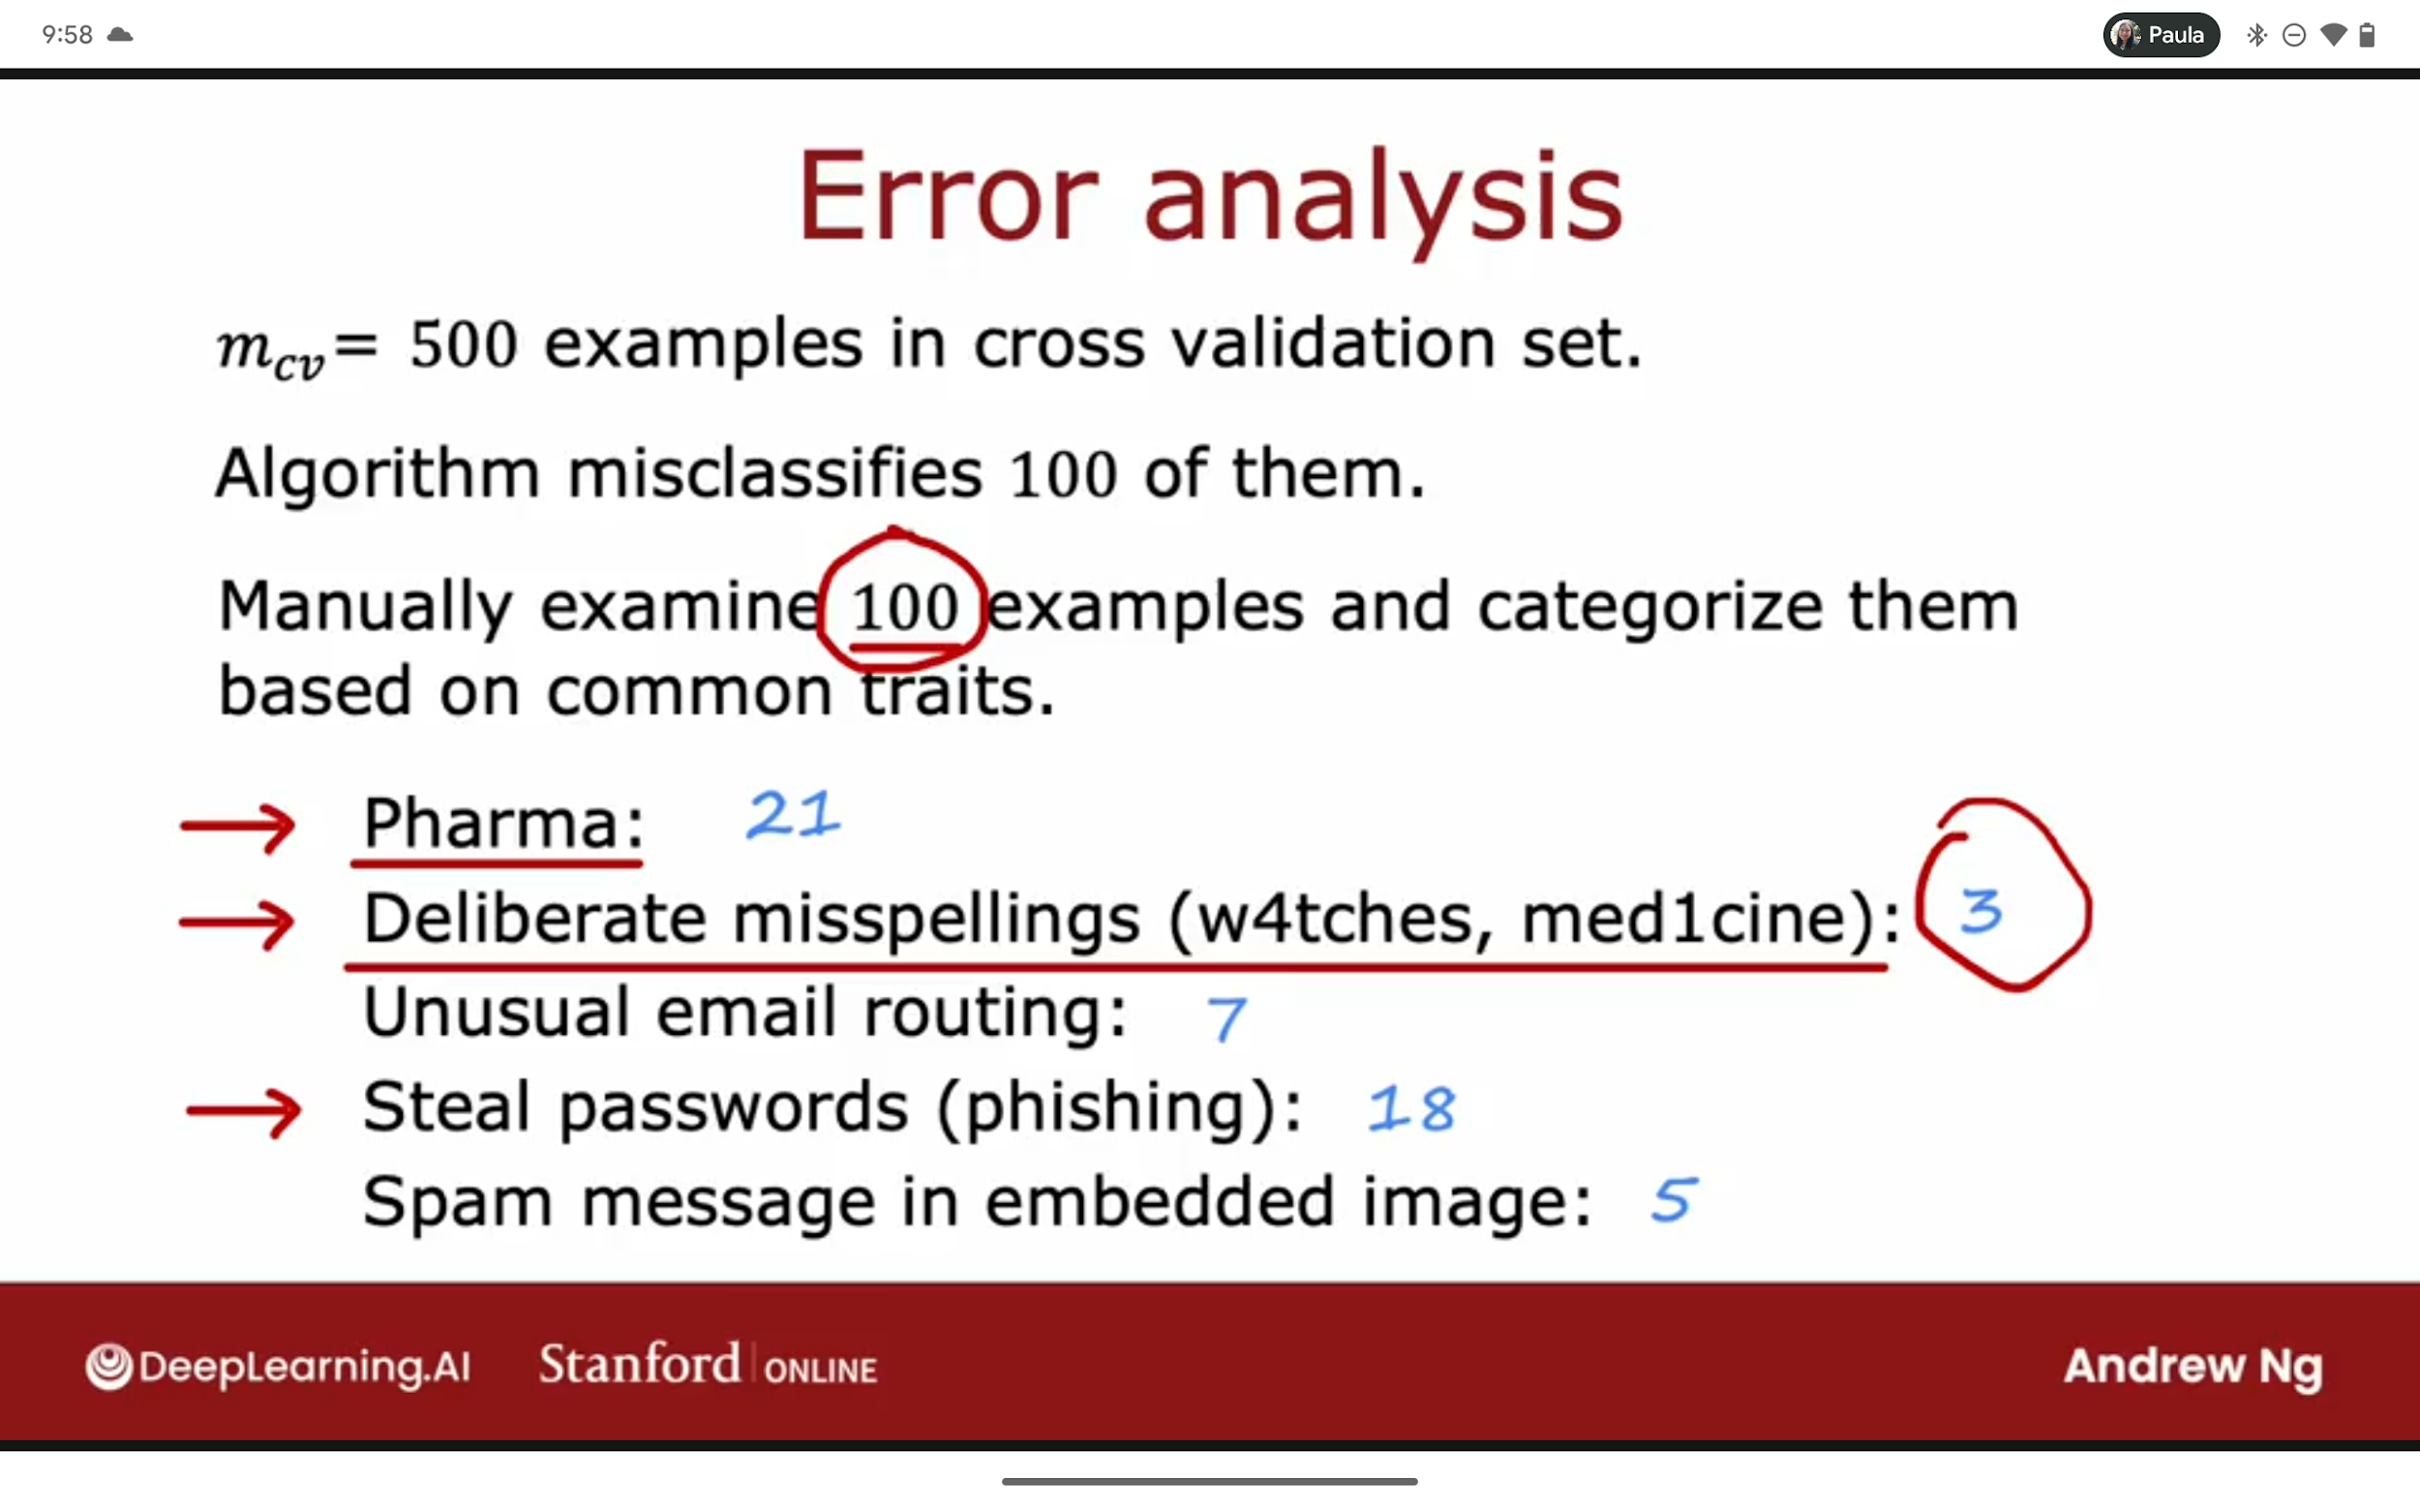 9:58 Paula
Error analysis
m_cv = 500 examples in cross validation set.
Algorithm misclassifies 100 of them.
Manually examine 100 examples and categorize them
based on common traits.
Pharma: 21
Deliberate misspellings (w4tches, med1cine): 3
Unusual email routing: 7
Steal passwords (phishing): 18
Spam message in embedded image: 5
DeepLearning.AI Stanford | ONLINE Andrew Ng